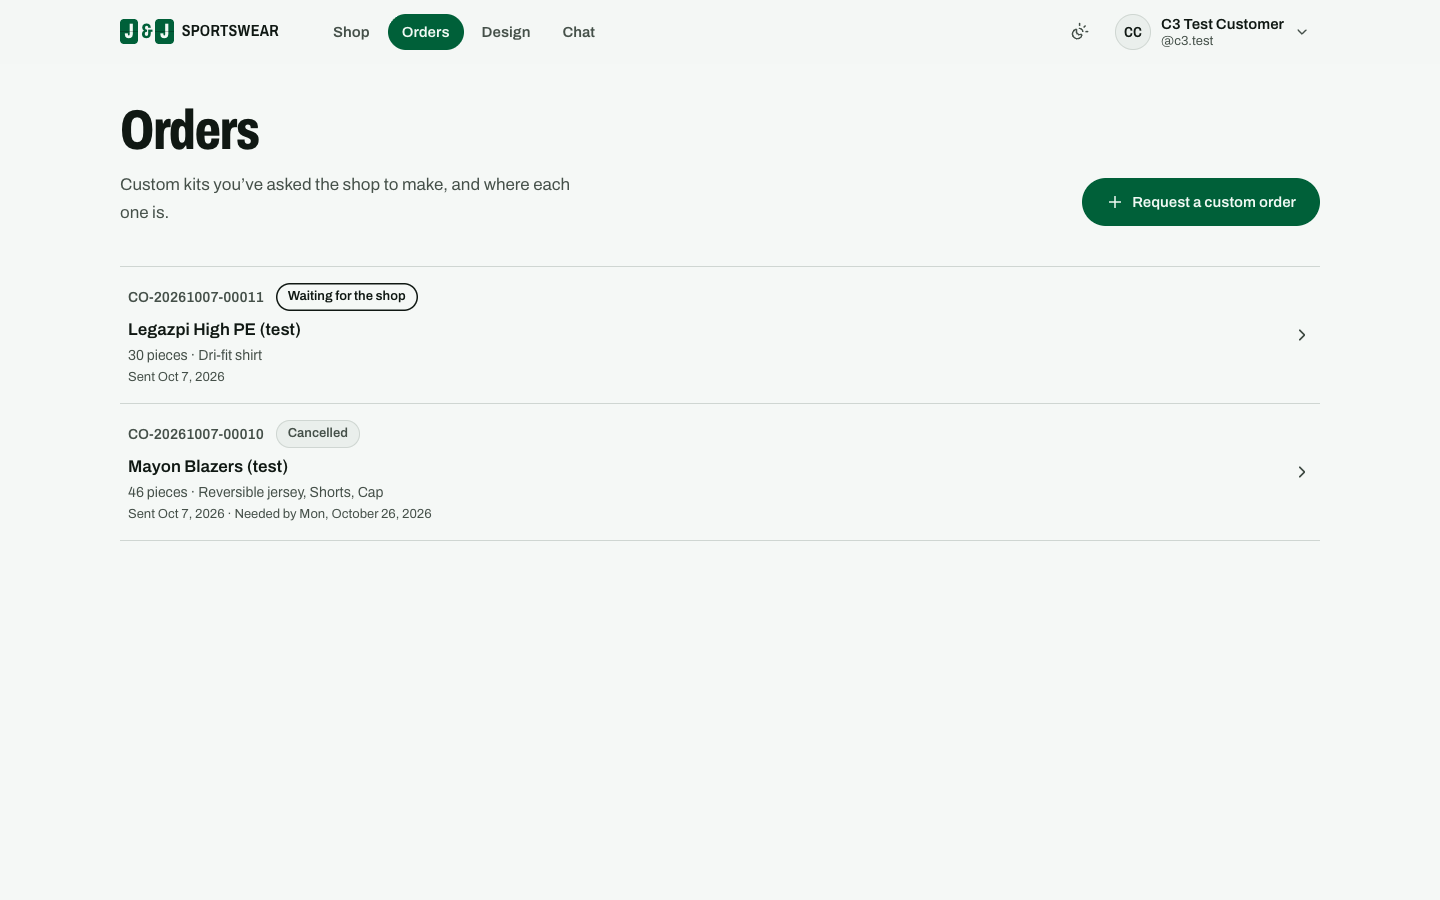 J & J SPORTSWEAR
Shop
Orders
Design
Chat
CC
C3 Test Customer
@c3.test
Orders
Custom kits you’ve asked the shop to make, and where each
one is.
Request a custom order
CO-20261007-00011
Waiting for the shop
Legazpi High PE (test)
30 pieces · Dri-fit shirt
Sent Oct 7, 2026
CO-20261007-00010
Cancelled
Mayon Blazers (test)
46 pieces · Reversible jersey, Shorts, Cap
Sent Oct 7, 2026 · Needed by Mon, October 26, 2026